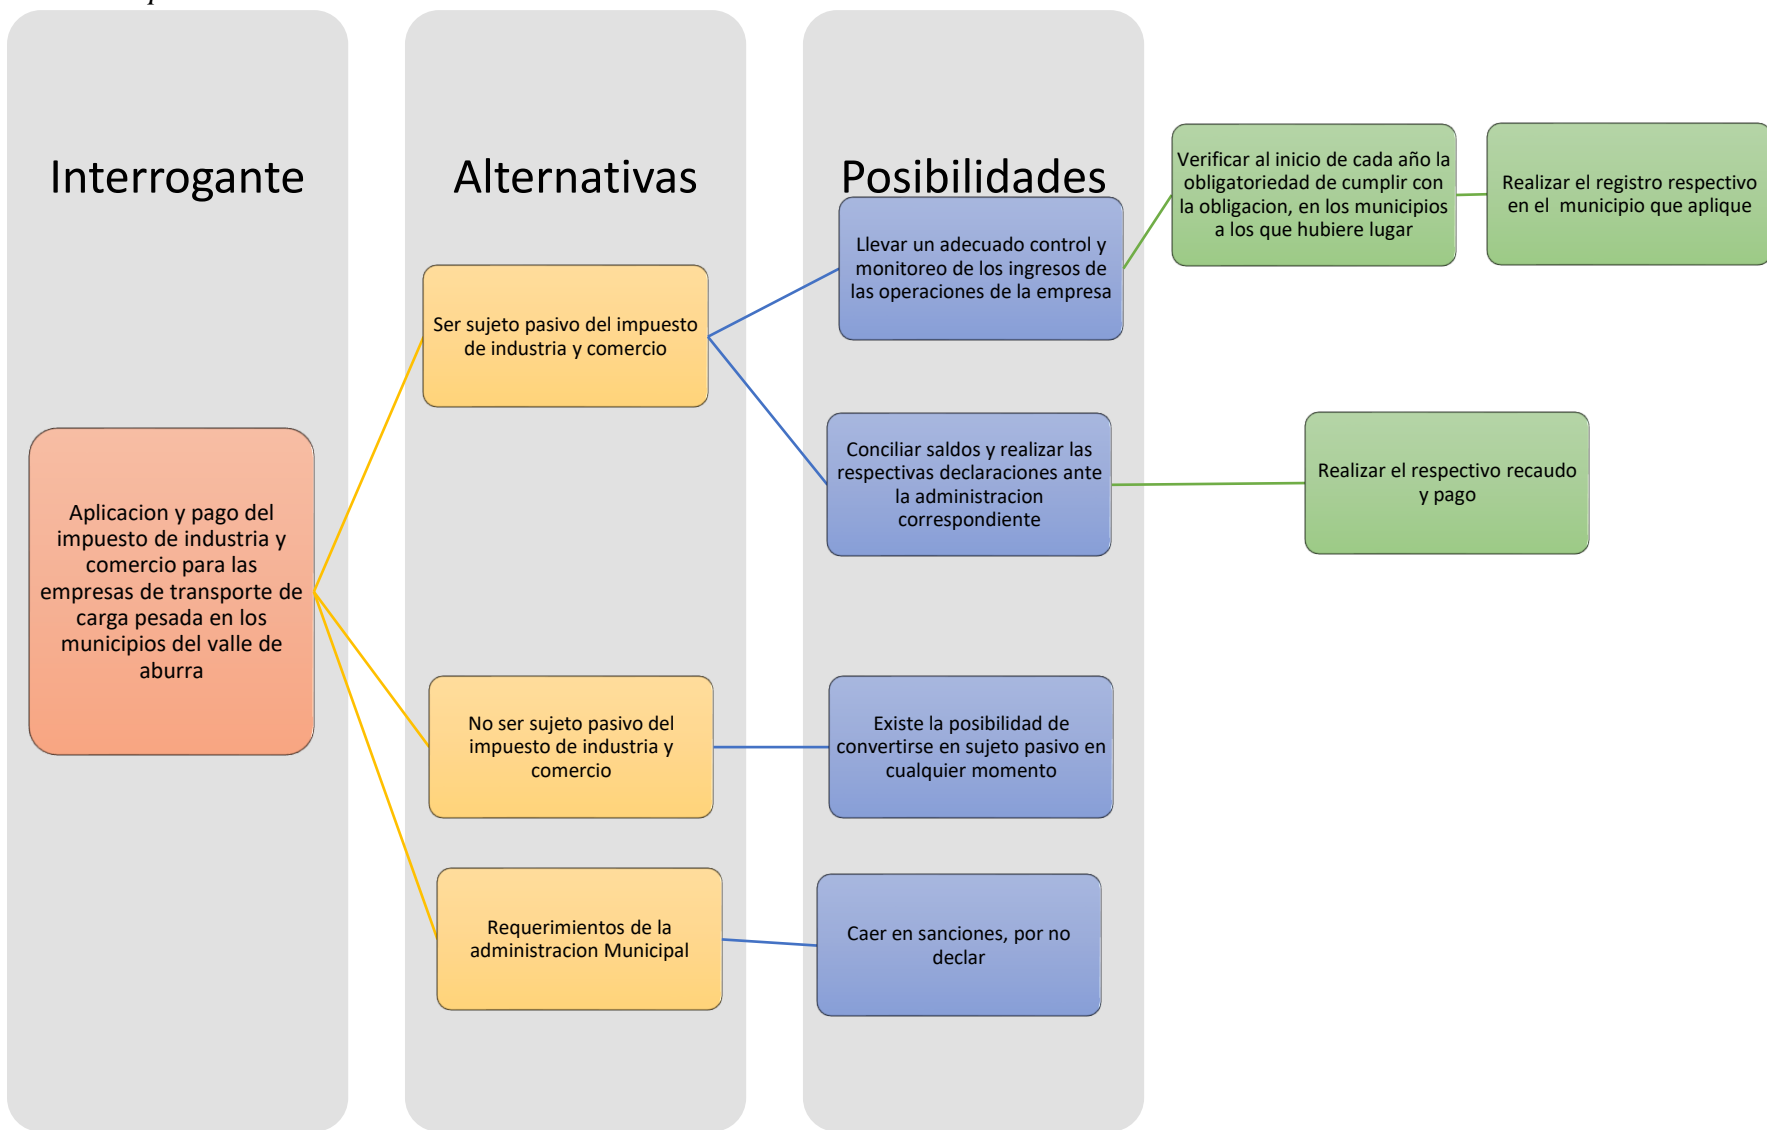 Interrogante
Alternativas
Posibilidades
Aplicacion y pago del
impuesto de industria y
comercio para las
empresas de transporte de
carga pesada en los
municipios del valle de
aburra
Ser sujeto pasivo del impuesto
de industria y comercio
Llevar un adecuado control y
monitoreo de los ingresos de
las operaciones de la empresa
Verificar al inicio de cada año la
obligatoriedad de cumplir con
la obligacion, en los municipios
a los que hubiere lugar
Realizar el registro respectivo
en el municipio que aplique
Conciliar saldos y realizar las
respectivas declaraciones ante
la administracion
correspondiente
Realizar el respectivo recaudo
y pago
No ser sujeto pasivo del
impuesto de industria y
comercio
Existe la posibilidad de
convertirse en sujeto pasivo en
cualquier momento
Requerimientos de la
administracion Municipal
Caer en sanciones, por no
declar